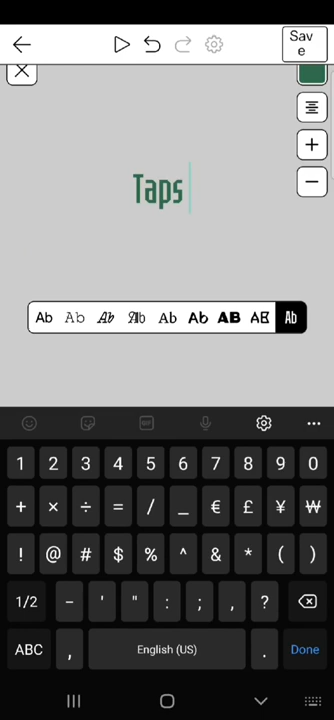 Sav
e
Taps
Ab Ab Ab Ab Ab Ab AB AB Ab
GIF
1 2 3 4 5 6 7 8 9 0
+ × ÷ = / _ € £ ¥ ₩
! @ # $ % ^ & * ( )
1/2 - ' " : ; , ?
ABC , English (US) . Done